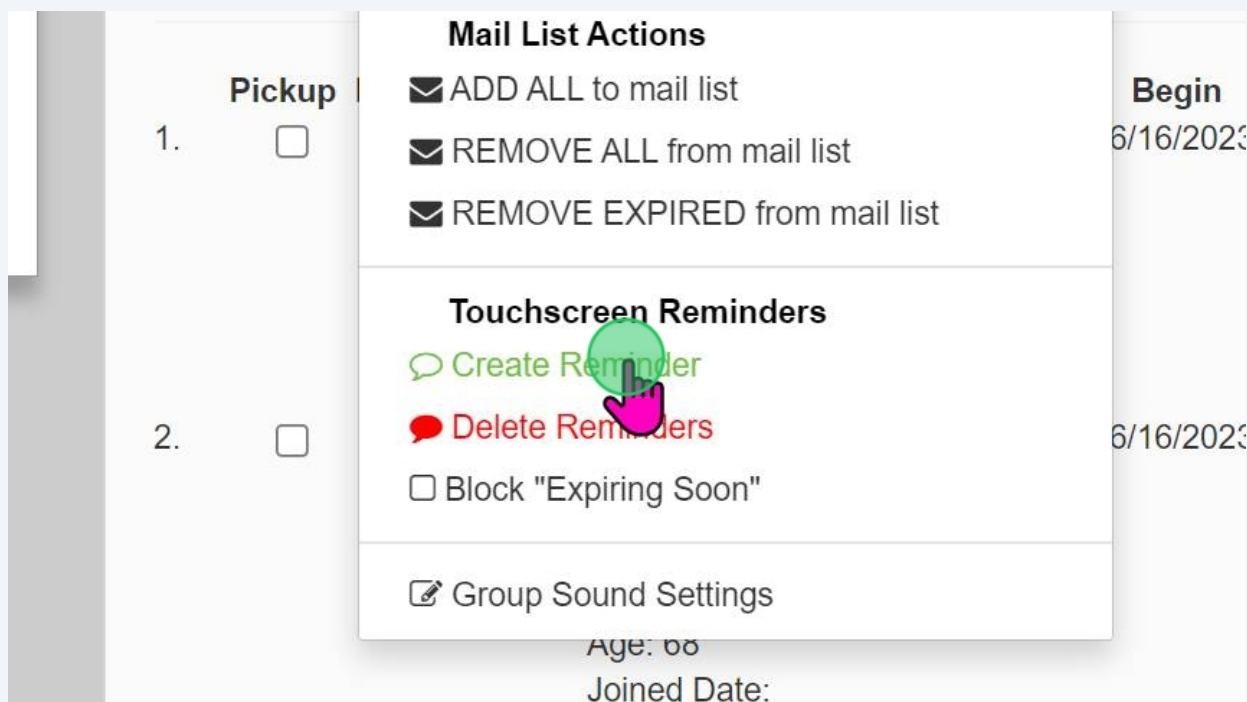 Mail List Actions
Pickup
ADD ALL to mail list
Begin
1.
REMOVE ALL from mail list
6/16/2023
REMOVE EXPIRED from mail list
Touchscreen Reminders
Create Reminder
Delete Reminders
2.
6/16/2023
Block "Expiring Soon"
Group Sound Settings
Age: 68
Joined Date: